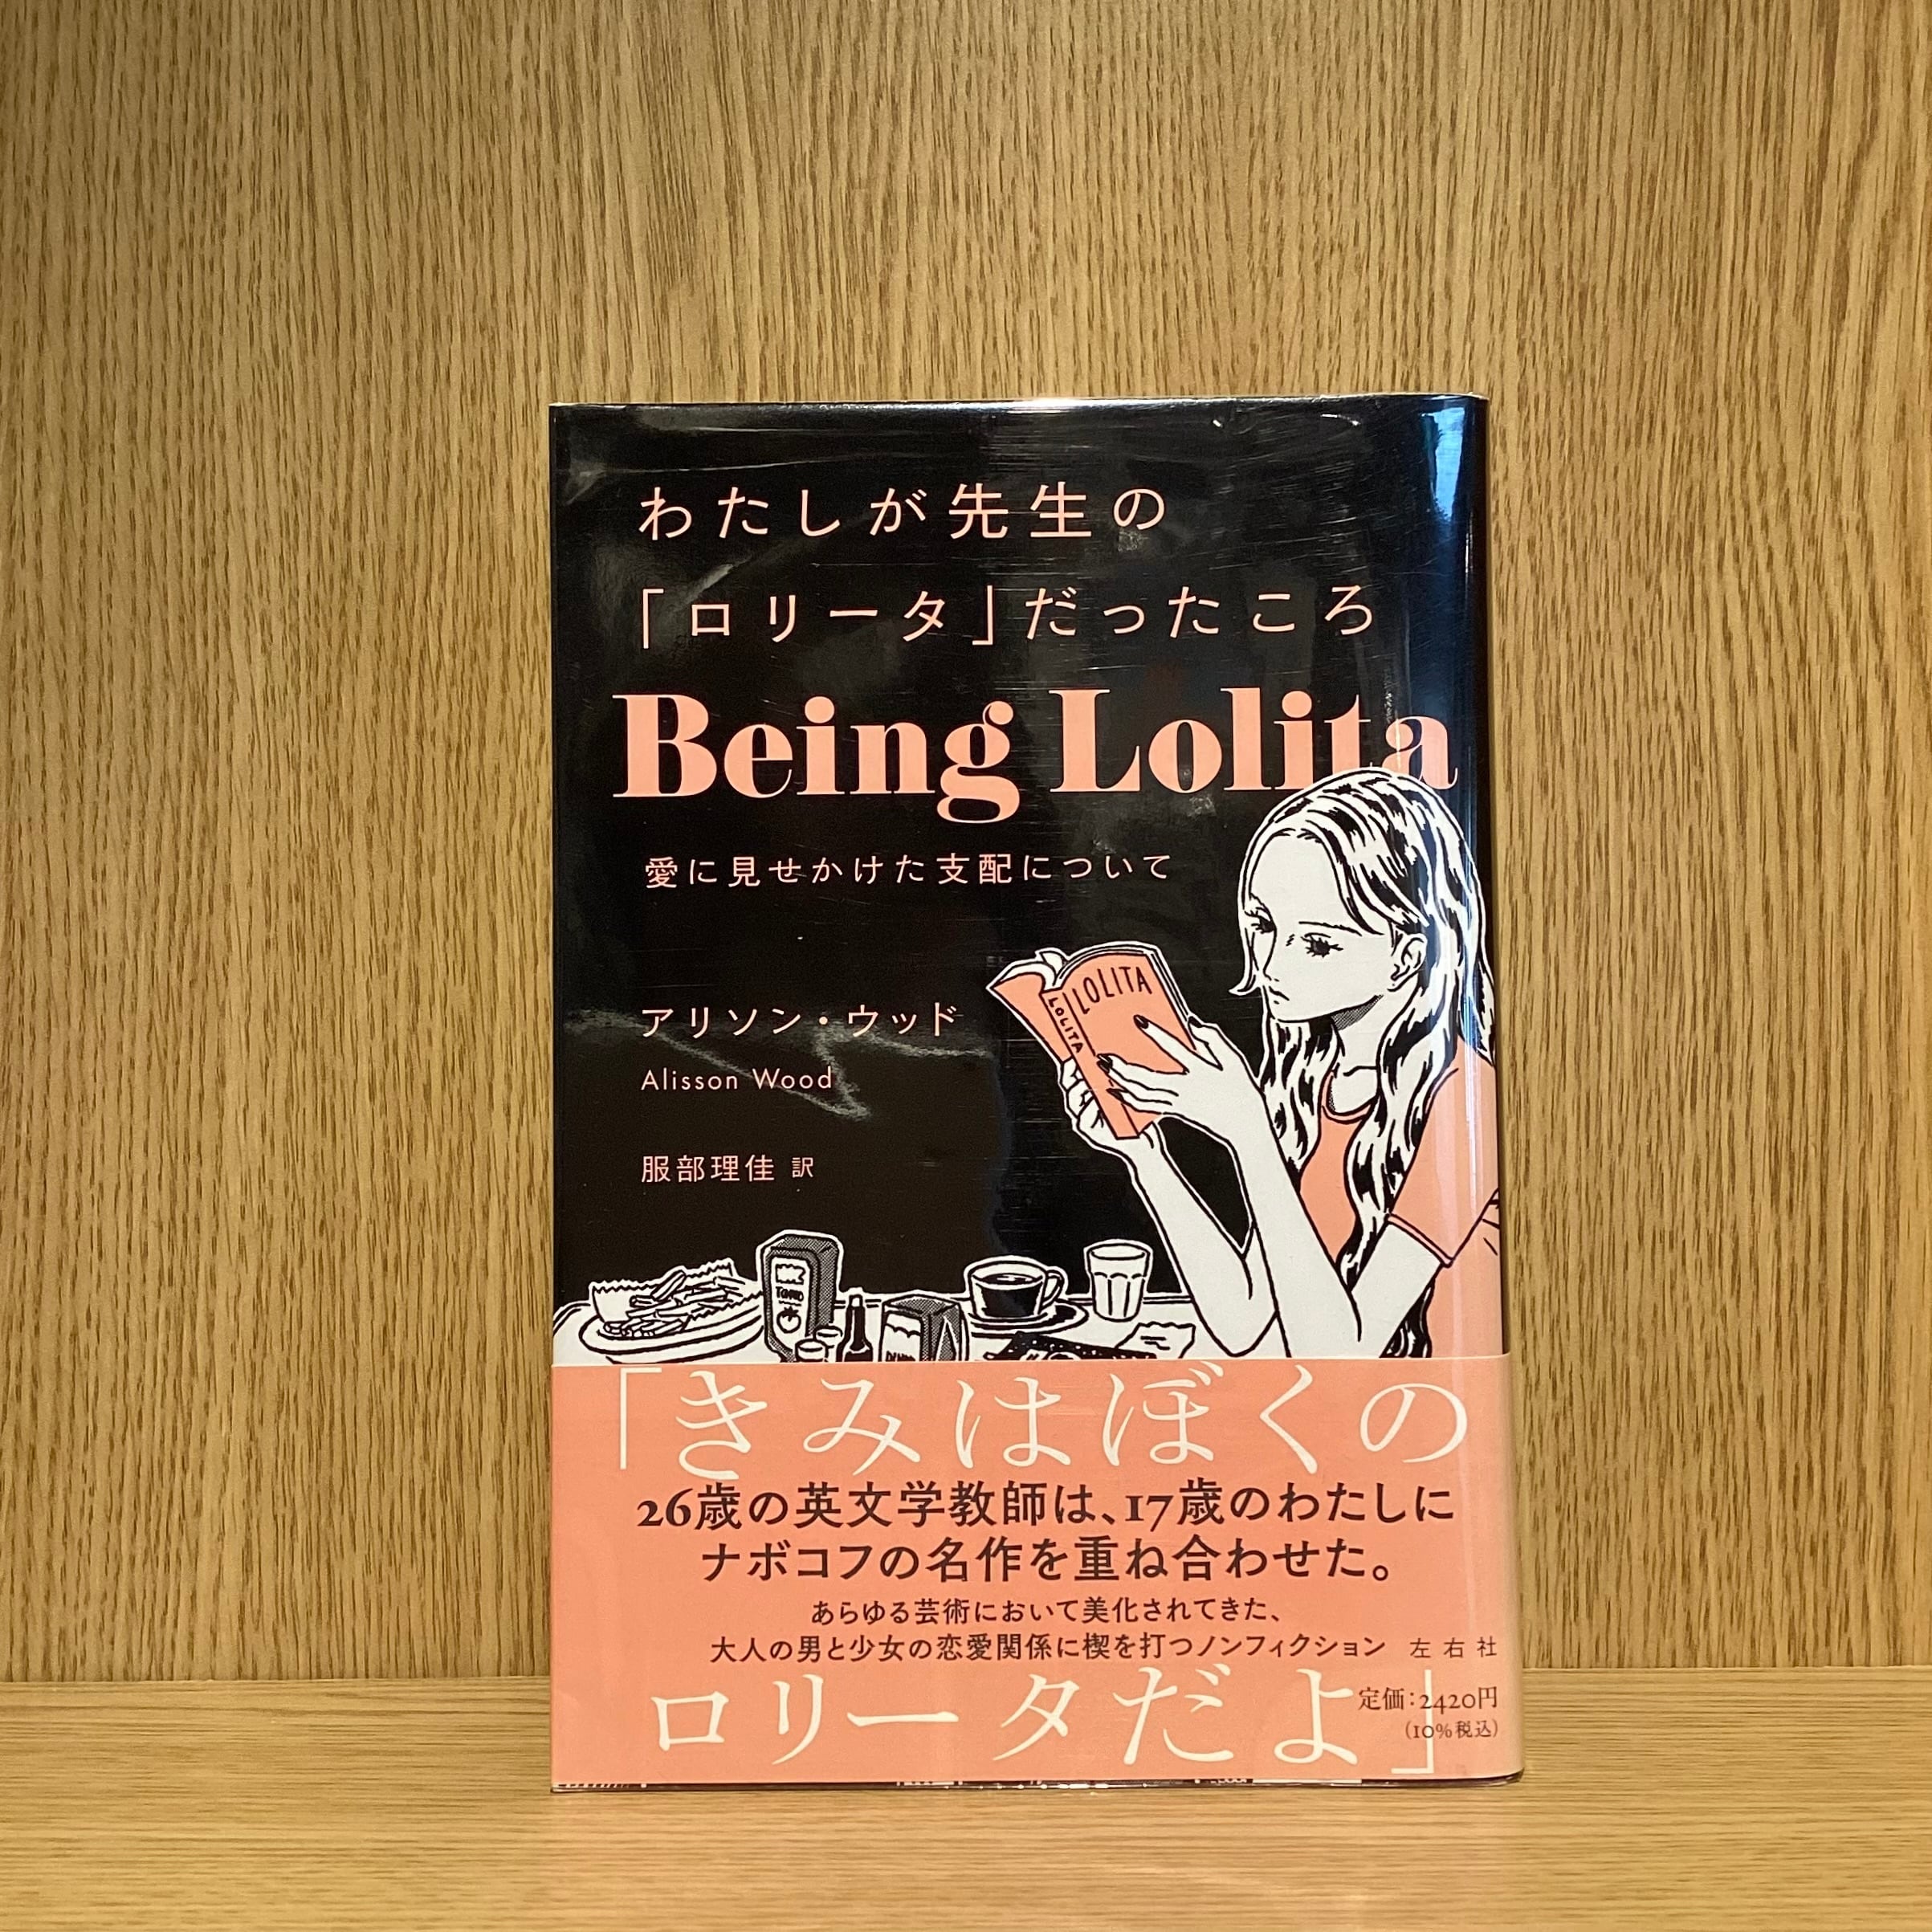 わたしが先生の
「ロリータ」だったころ
Being Lolita
愛に見せかけた支配について
アリソン・ウッド
Alisson Wood
服部理佳 訳
LOLITA
LOLITA
「きみはぼくの
26歳の英文学教師は、17歳のわたしに
ナボコフの名作を重ね合わせた。
あらゆる芸術において美化されてきた、
大人の男と少女の恋愛関係に楔を打つノンフィクション 左右社
ロリータだよ」
定価:2420円
(10%税込)